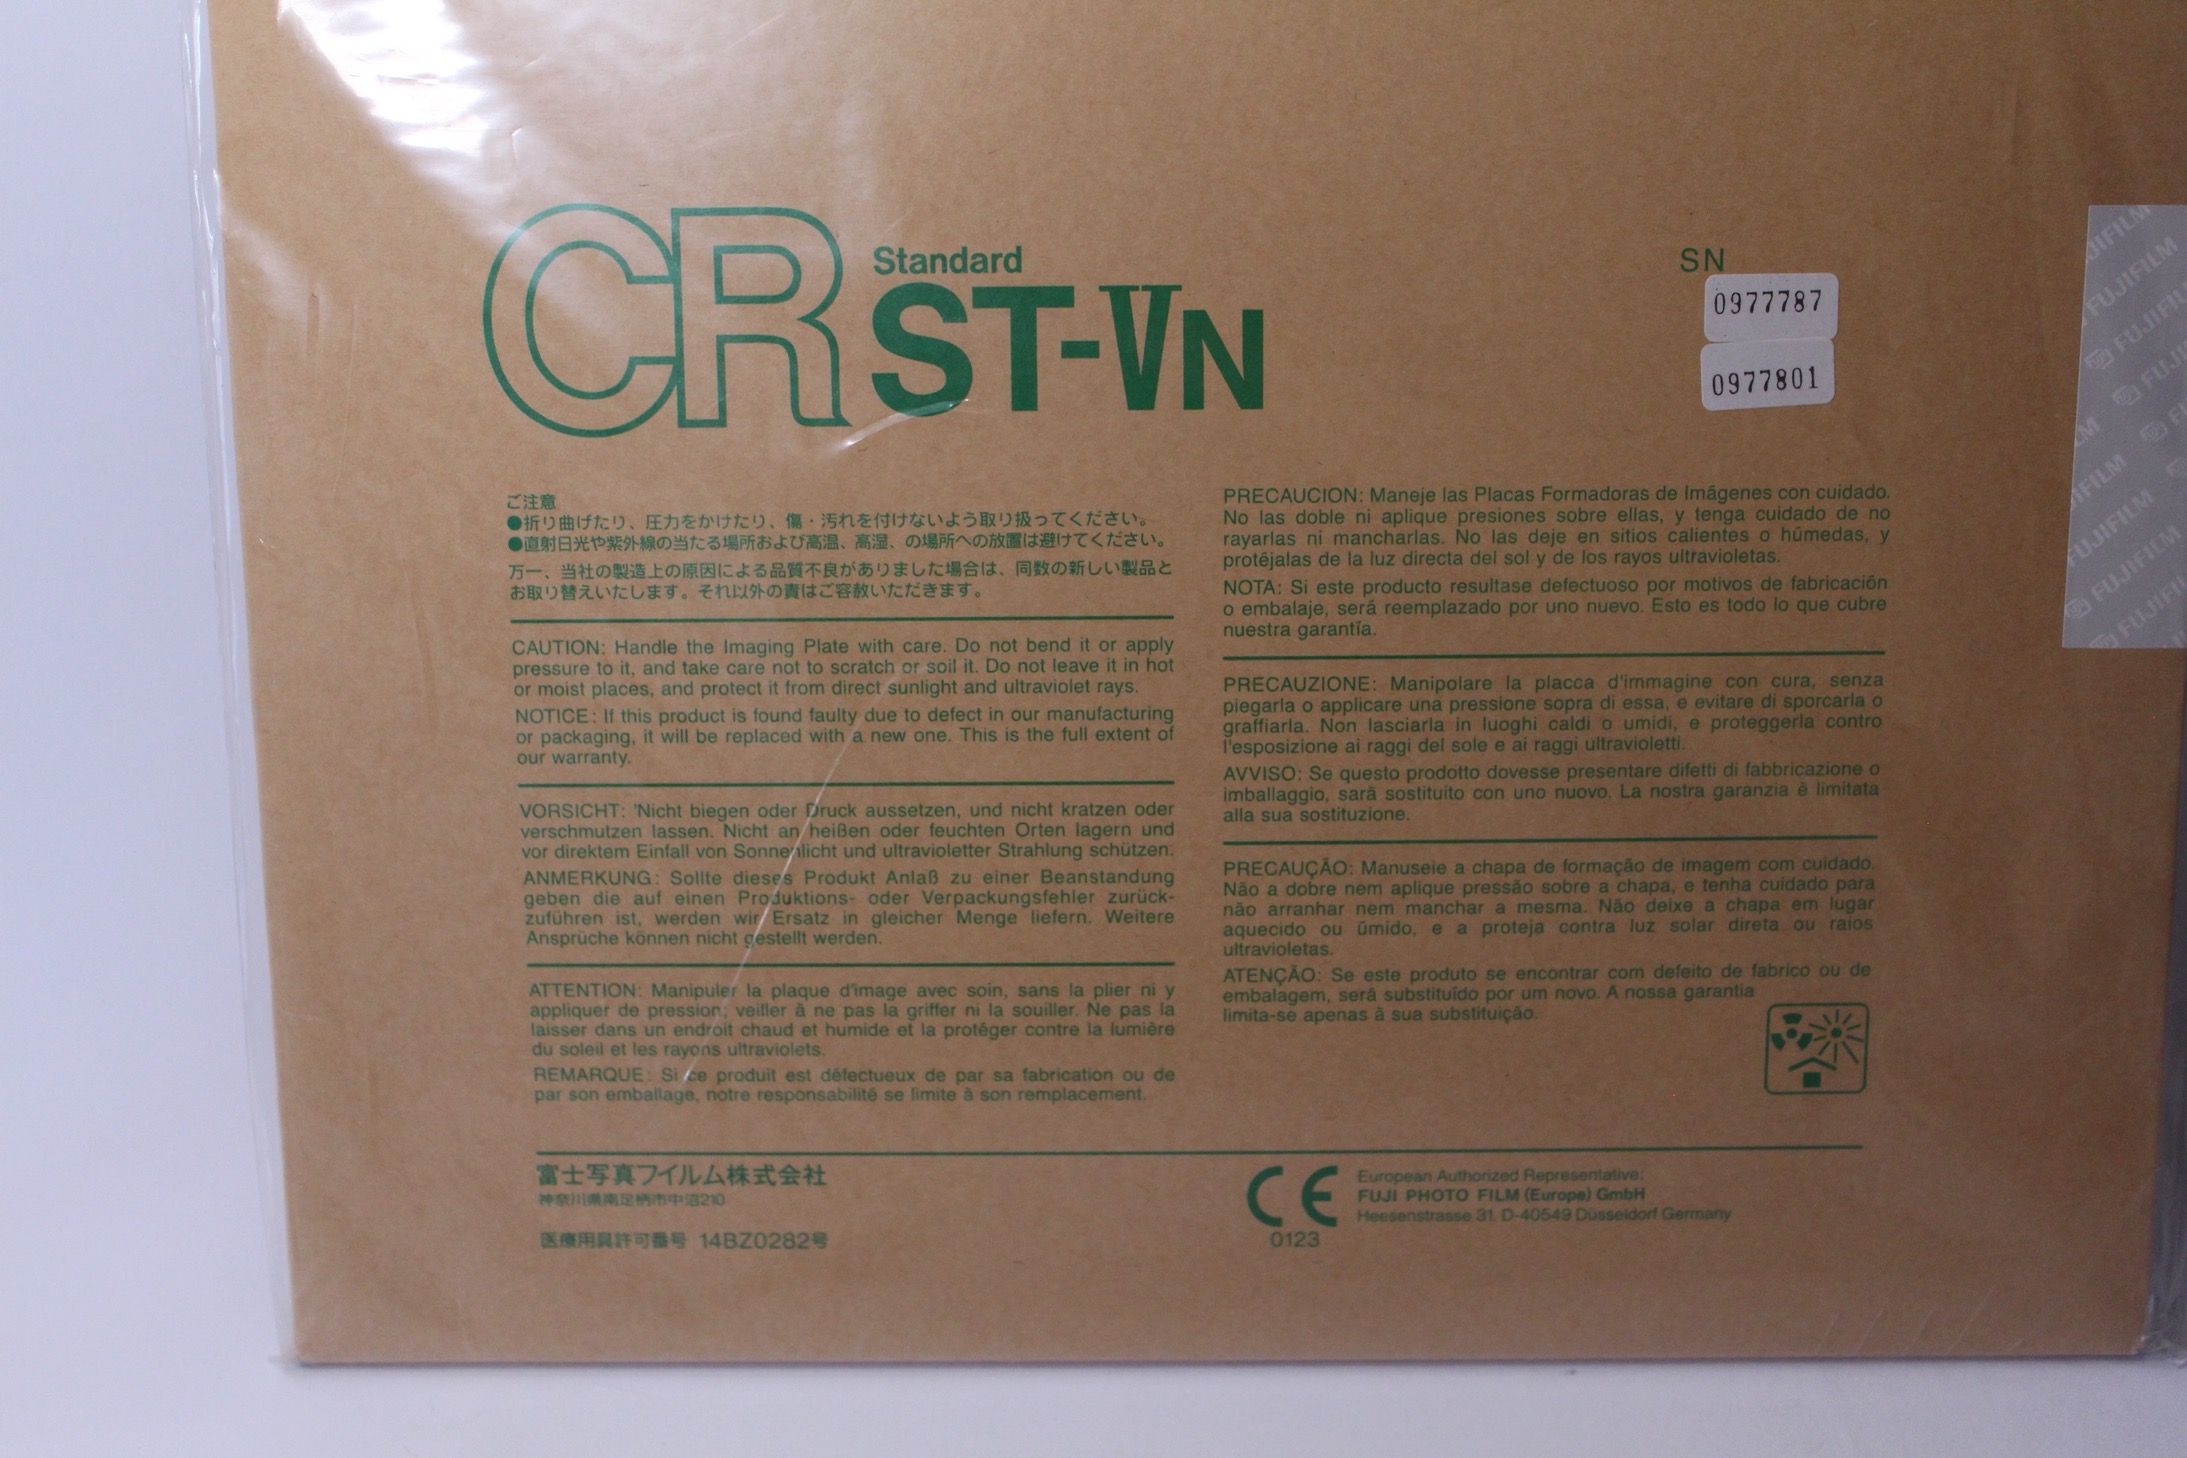 CR Standard
ST-VN
SN
0977787
0977801
ご注意
●折り曲げたり、圧力をかけたり、傷・汚れを付けないよう取り扱ってください。
●直射日光や紫外線の当たる場所および高温、高湿、の場所への放置は避けてください。
万一、当社の製造上の原因による品質不良がありました場合は、同数の新しい製品と
お取り替えいたします。それ以外の責はご容赦いただきます。
CAUTION: Handle the Imaging Plate with care. Do not bend it or apply
pressure to it, and take care not to scratch or soil it. Do not leave it in hot
or moist places, and protect it from direct sunlight and ultraviolet rays.
NOTICE: If this product is found faulty due to defect in our manufacturing
or packaging, it will be replaced with a new one. This is the full extent of
our warranty.
VORSICHT: 'Nicht biegen oder Druck aussetzen, und nicht kratzen oder
verschmutzen lassen. Nicht an heißen oder feuchten Orten lagern und
vor direktem Einfall von Sonnenlicht und ultravioletter Strahlung schützen.
ANMERKUNG: Sollte dieses Produkt Anlaß zu einer Beanstandung
geben die auf einen Produktions- oder Verpackungsfehler zurück-
zuführen ist, werden wir Ersatz in gleicher Menge liefern. Weitere
Ansprüche können nicht gestellt werden.
ATTENTION: Manipuler la plaque d'image avec soin, sans la plier ni y
appliquer de pression; veiller à ne pas la griffer ni la souiller. Ne pas la
laisser dans un endroit chaud et humide et la protéger contre la lumière
du soleil et les rayons ultraviolets.
REMARQUE: Si ce produit est défectueux de par sa fabrication ou de
par son emballage, notre responsabilité se limite à son remplacement.
PRECAUCION: Maneje las Placas Formadoras de Imágenes con cuidado.
No las doble ni aplique presiones sobre ellas, y tenga cuidado de no
rayarlas ni mancharlas. No las deje en sitios calientes o húmedas, y
protéjalas de la luz directa del sol y de los rayos ultravioletas.
NOTA: Si este producto resultase defectuoso por motivos de fabricación
o embalaje, será reemplazado por uno nuevo. Esto es todo lo que cubre
nuestra garantía.
PRECAUZIONE: Manipolare la placca d'immagine con cura, senza
piegarla o applicare una pressione sopra di essa, e evitare di sporcarla o
graffiarla. Non lasciarla in luoghi caldi o umidi, e proteggerla contro
l'esposizione ai raggi del sole e ai raggi ultravioletti.
AVVISO: Se questo prodotto dovesse presentare difetti di fabbricazione o
imballaggio, sará sostituito con uno nuovo. La nostra garanzia è limitata
alla sua sostituzione.
PRECAUÇÃO: Manuseie a chapa de formação de imagem com cuidado.
Não a dobre nem aplique pressão sobre a chapa, e tenha cuidado para
não arranhar nem manchar a mesma. Não deixe a chapa em lugar
aquecido ou úmido, e a proteja contra luz solar direta ou raios
ultravioletas.
ATENÇÃO: Se este produto se encontrar com defeito de fabrico ou de
embalagem, será substituído por um novo. A nossa garantia
limita-se apenas à sua substituição.
富士写真フイルム株式会社
神奈川県南足柄市中沼210
医療用具許可番号 14BZ0282号
CE
0123
European Authorized Representative:
FUJI PHOTO FILM (Europe) GmbH
Heesenstrasse 31, D-40549 Düsseldorf Germany
FUJIFILM
FUJIFILM
FUJIFILM
FUJIFILM